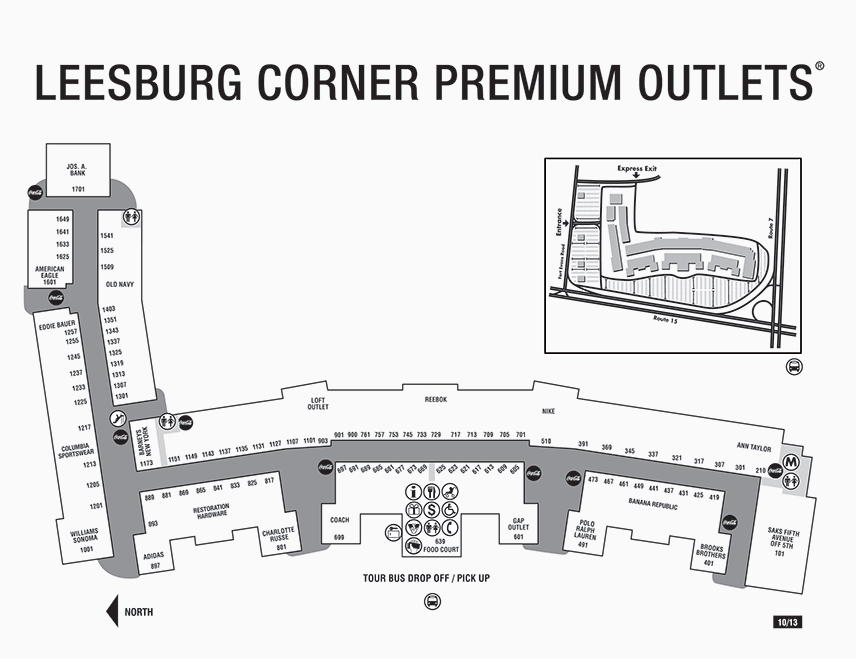 LEESBURG CORNER PREMIUM OUTLETS®
JOS. A.
BANK
1701
1649
1641
1633
1625
AMERICAN
EAGLE
1601
1541
1525
1509
OLD NAVY
1403
1351
1343
1337
1325
1319
1313
1307
1301
EDDIE BAUER
1257
1255
1245
1237
1233
1225
1217
COLUMBIA
SPORTSWEAR
1213
1205
1201
WILLIAMS
SONOMA
1001
Express Exit
Entrance
Fort Evans Road
Route 7
Route 15
BARNEYS
NEW YORK
1173
1151 1149 1143 1137 1135 1131 1127 1107 1101 903
LOFT
OUTLET
REEBOK
NIKE
ANN TAYLOR
901 900 761 757 753 745 733 729 717 713 709 705 701
510 391 369 345 337 321 317 307 301 210
M
889 881 869 865 841 833 825 817
893
RESTORATION
HARDWARE
ADIDAS
897
CHARLOTTE
RUSSE
801
697 691 689 685 681 677 673 669 625 623 621 617 613 609 605
COACH
699
639
FOOD COURT
GAP
OUTLET
601
473 467 461 449 441 431 425 419
BANANA REPUBLIC
POLO
RALPH
LAUREN
491
BROOKS
BROTHERS
401
SAKS FIFTH
AVENUE
OFF 5TH
101
TOUR BUS DROP OFF / PICK UP
NORTH
10/13